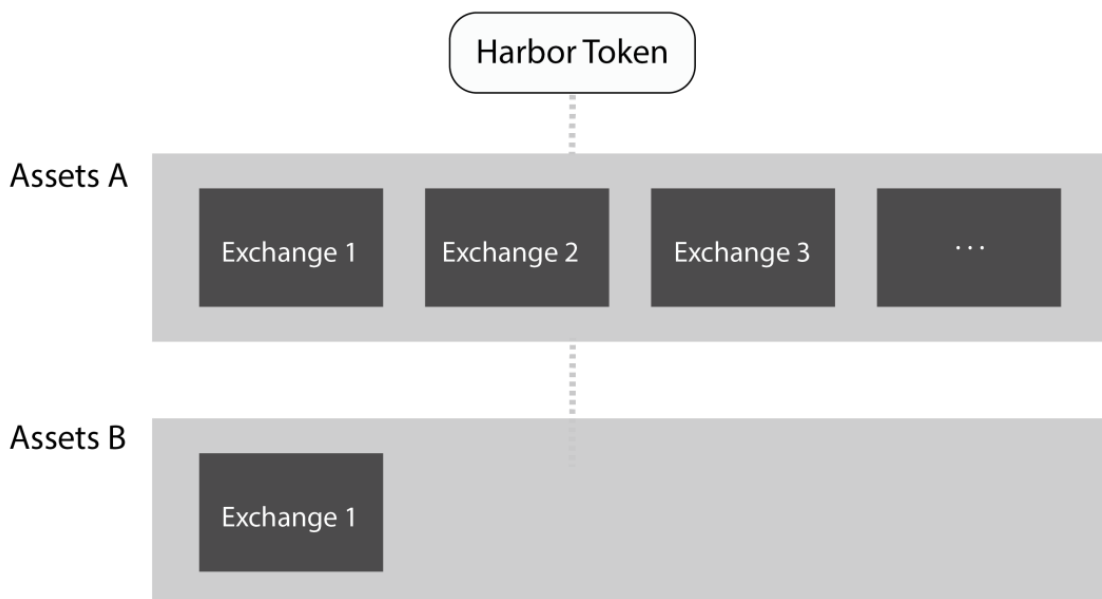 Harbor Token
Assets A
Exchange 1
Exchange 2
Exchange 3
...
Assets B
Exchange 1